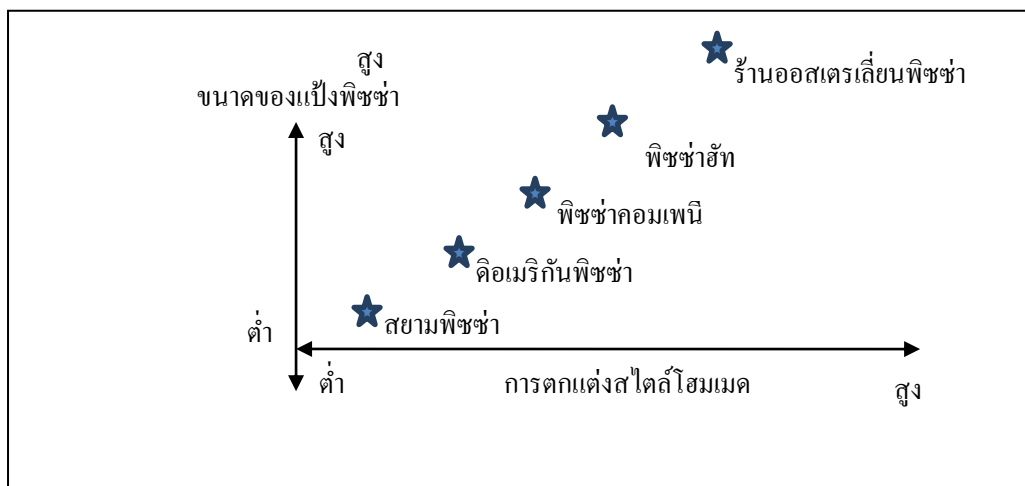 สูง
ร้านออสเตรเลี่ยนพิซซ่า
ขนาดของแป้งพิซซ่า
สูง
พิซซ่าฮัท
พิซซ่าคอมเพนี
ดิอเมริกันพิซซ่า
สยามพิซซ่า
ต่ำ
ต่ำ
การตกแต่งสไตล์โฮมเมด
สูง